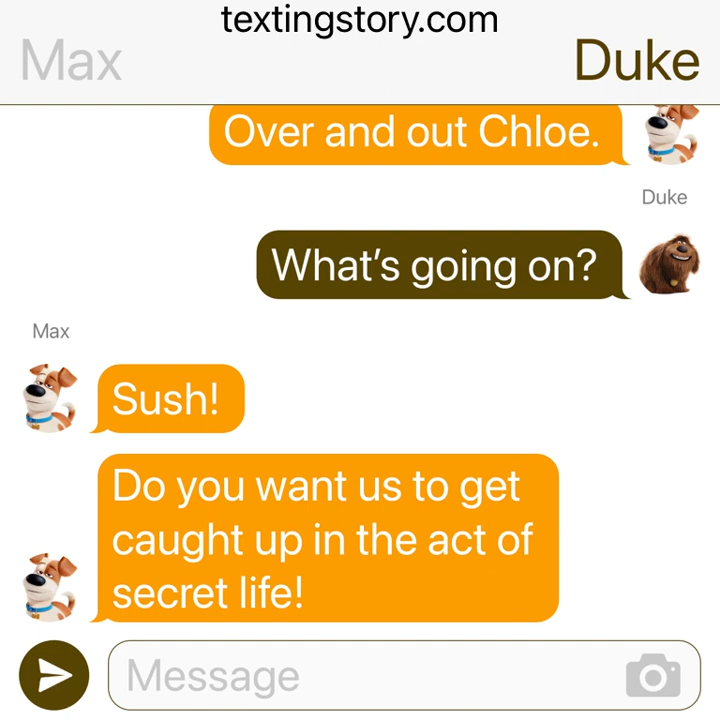 textingstory.com
Max
Duke
Over and out Chloe.
Duke
What's going on?
Max
Sush!
Do you want us to get
caught up in the act of
secret life!
Message